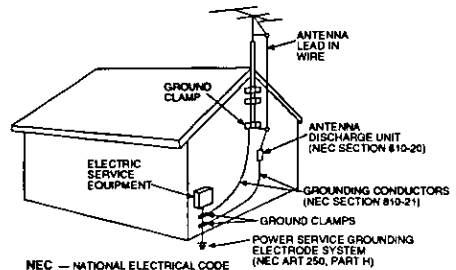 ANTENNA
LEAD IN
WIRE
GROUND
CLAMP
ANTENNA
DISCHARGE UNIT
(NEC SECTION 810-20)
ELECTRIC
SERVICE
EQUIPMENT
GROUNDING CONDUCTORS
(NEC SECTION 810-21)
GROUND CLAMPS
POWER SERVICE GROUNDING
ELECTRODE SYSTEM
(NEC ART 250, PART H)
NEC — NATIONAL ELECTRICAL CODE